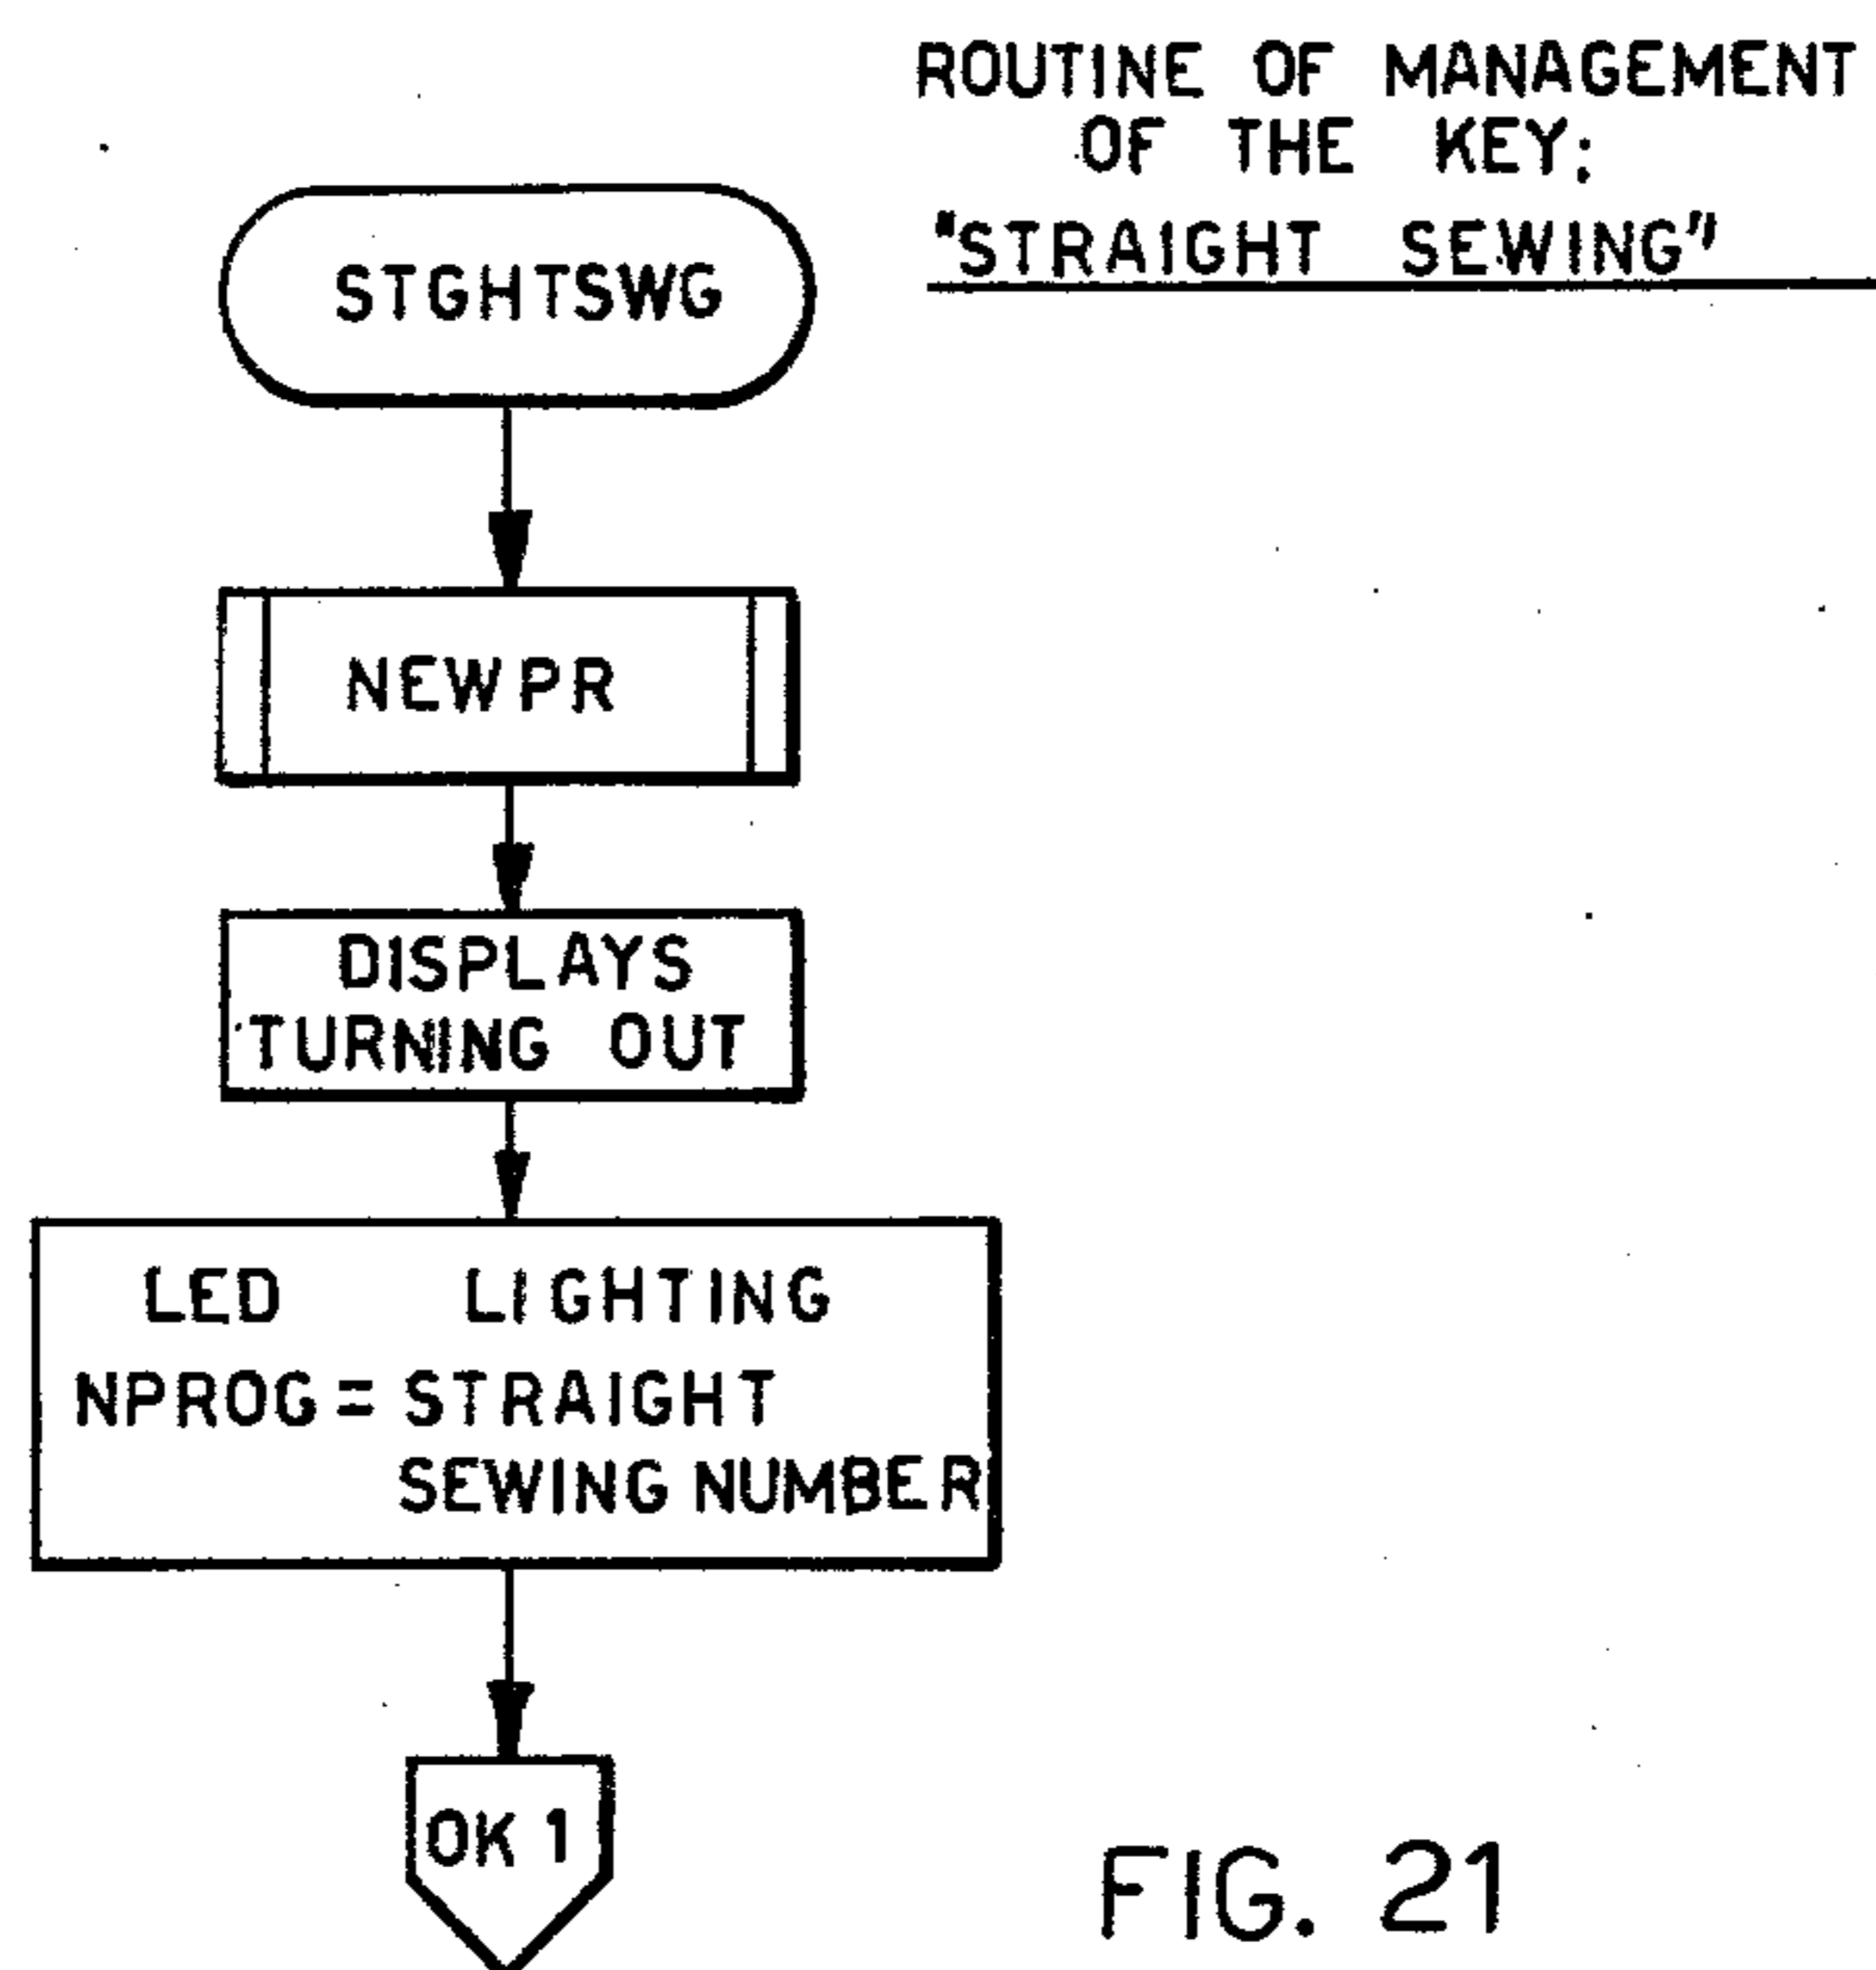 ROUTINE OF MANAGEMENT
OF THE KEY:
"STRAIGHT SEWING"
STGHTSWG
NEWPR
DISPLAYS
TURNING OUT
LED LIGHTING
NPROG = STRAIGHT
SEWING NUMBER
OK 1
FIG. 21